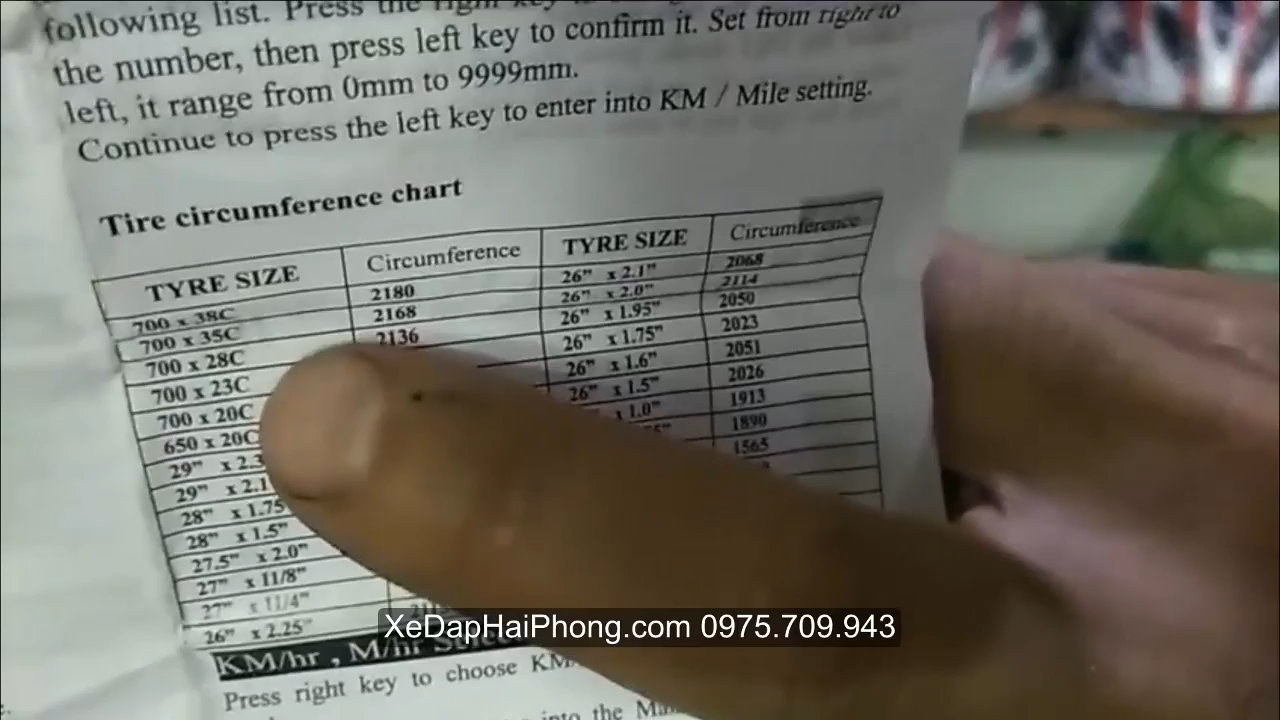 following list. Press the right key to
the number, then press left key to confirm it. Set from right to
left, it range from 0mm to 9999mm.
Continue to press the left key to enter into KM / Mile setting.
Tire circumference chart
TYRE SIZE Circumference TYRE SIZE Circumference
700 x 38C 2180 26" x 2.1" 2068
700 x 35C 2168 26" x 2.0" 2114
700 x 28C 2136 26" x 1.95" 2050
700 x 23C 26" x 1.75" 2023
700 x 20C 26" x 1.6" 2051
650 x 20C 26" x 1.5" 2026
29" x 2.3 x 1.0" 1913
29" x 2.1 1890
28" x 1.75 1565
28" x 1.5"
27.5" x 2.0"
27" x 11/8"
27" x 11/4"
26" x 2.25"
XeDapHaiPhong.com 0975.709.943
KM/hr , M/hr
Press right key to choose KM
into the